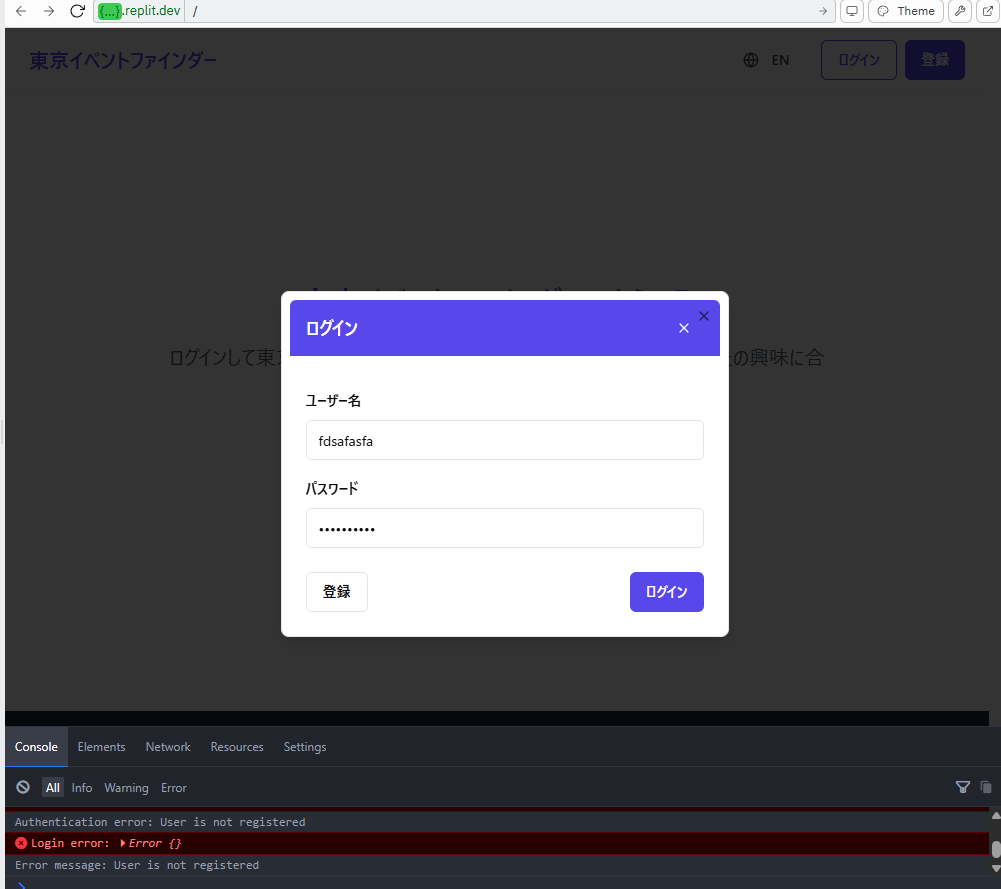 {...}.replit.dev /
Theme
東京イベントファインダー
EN
ログイン
登録
ログイン
ログインして東
の興味に合
ユーザー名
fdsafasfa
パスワード
••••••••••
登録
ログイン
Console Elements Network Resources Settings
All Info Warning Error
Authentication error: User is not registered
Login error: ▶Error {}
Error message: User is not registered